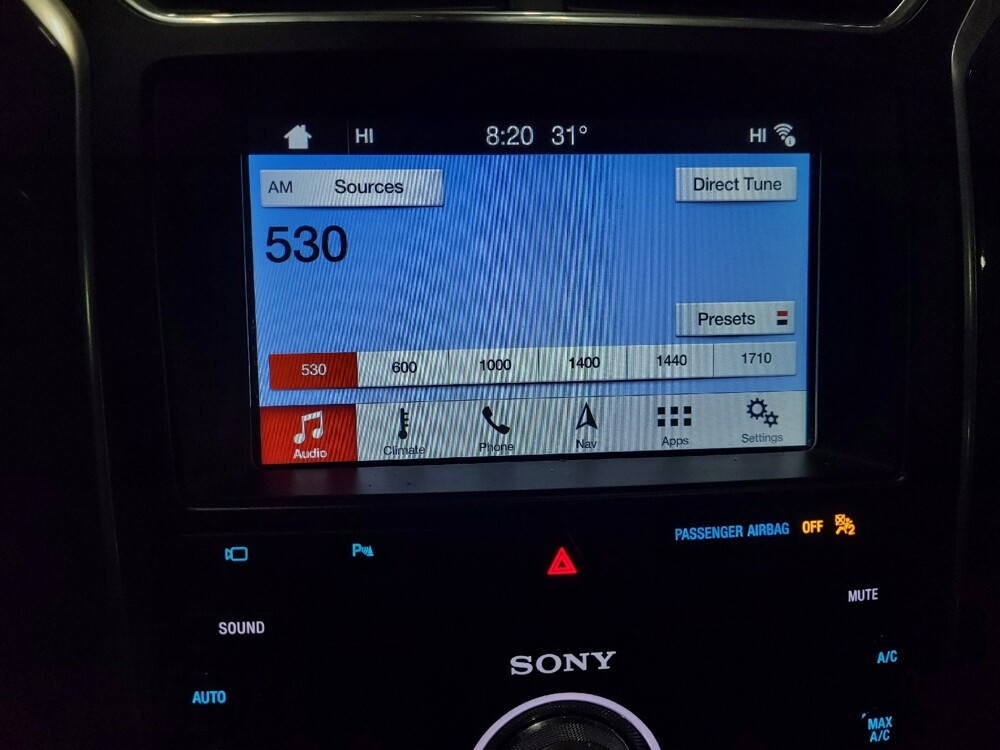 HI 8:20 31° HI
AM Sources Direct Tune
530
Presets
530 600 1000 1400 1440 1710
Audio Climate Phone Nav Apps Settings
PASSENGER AIRBAG OFF 2
P
MUTE
SOUND
SONY
A/C
AUTO
MAX
A/C